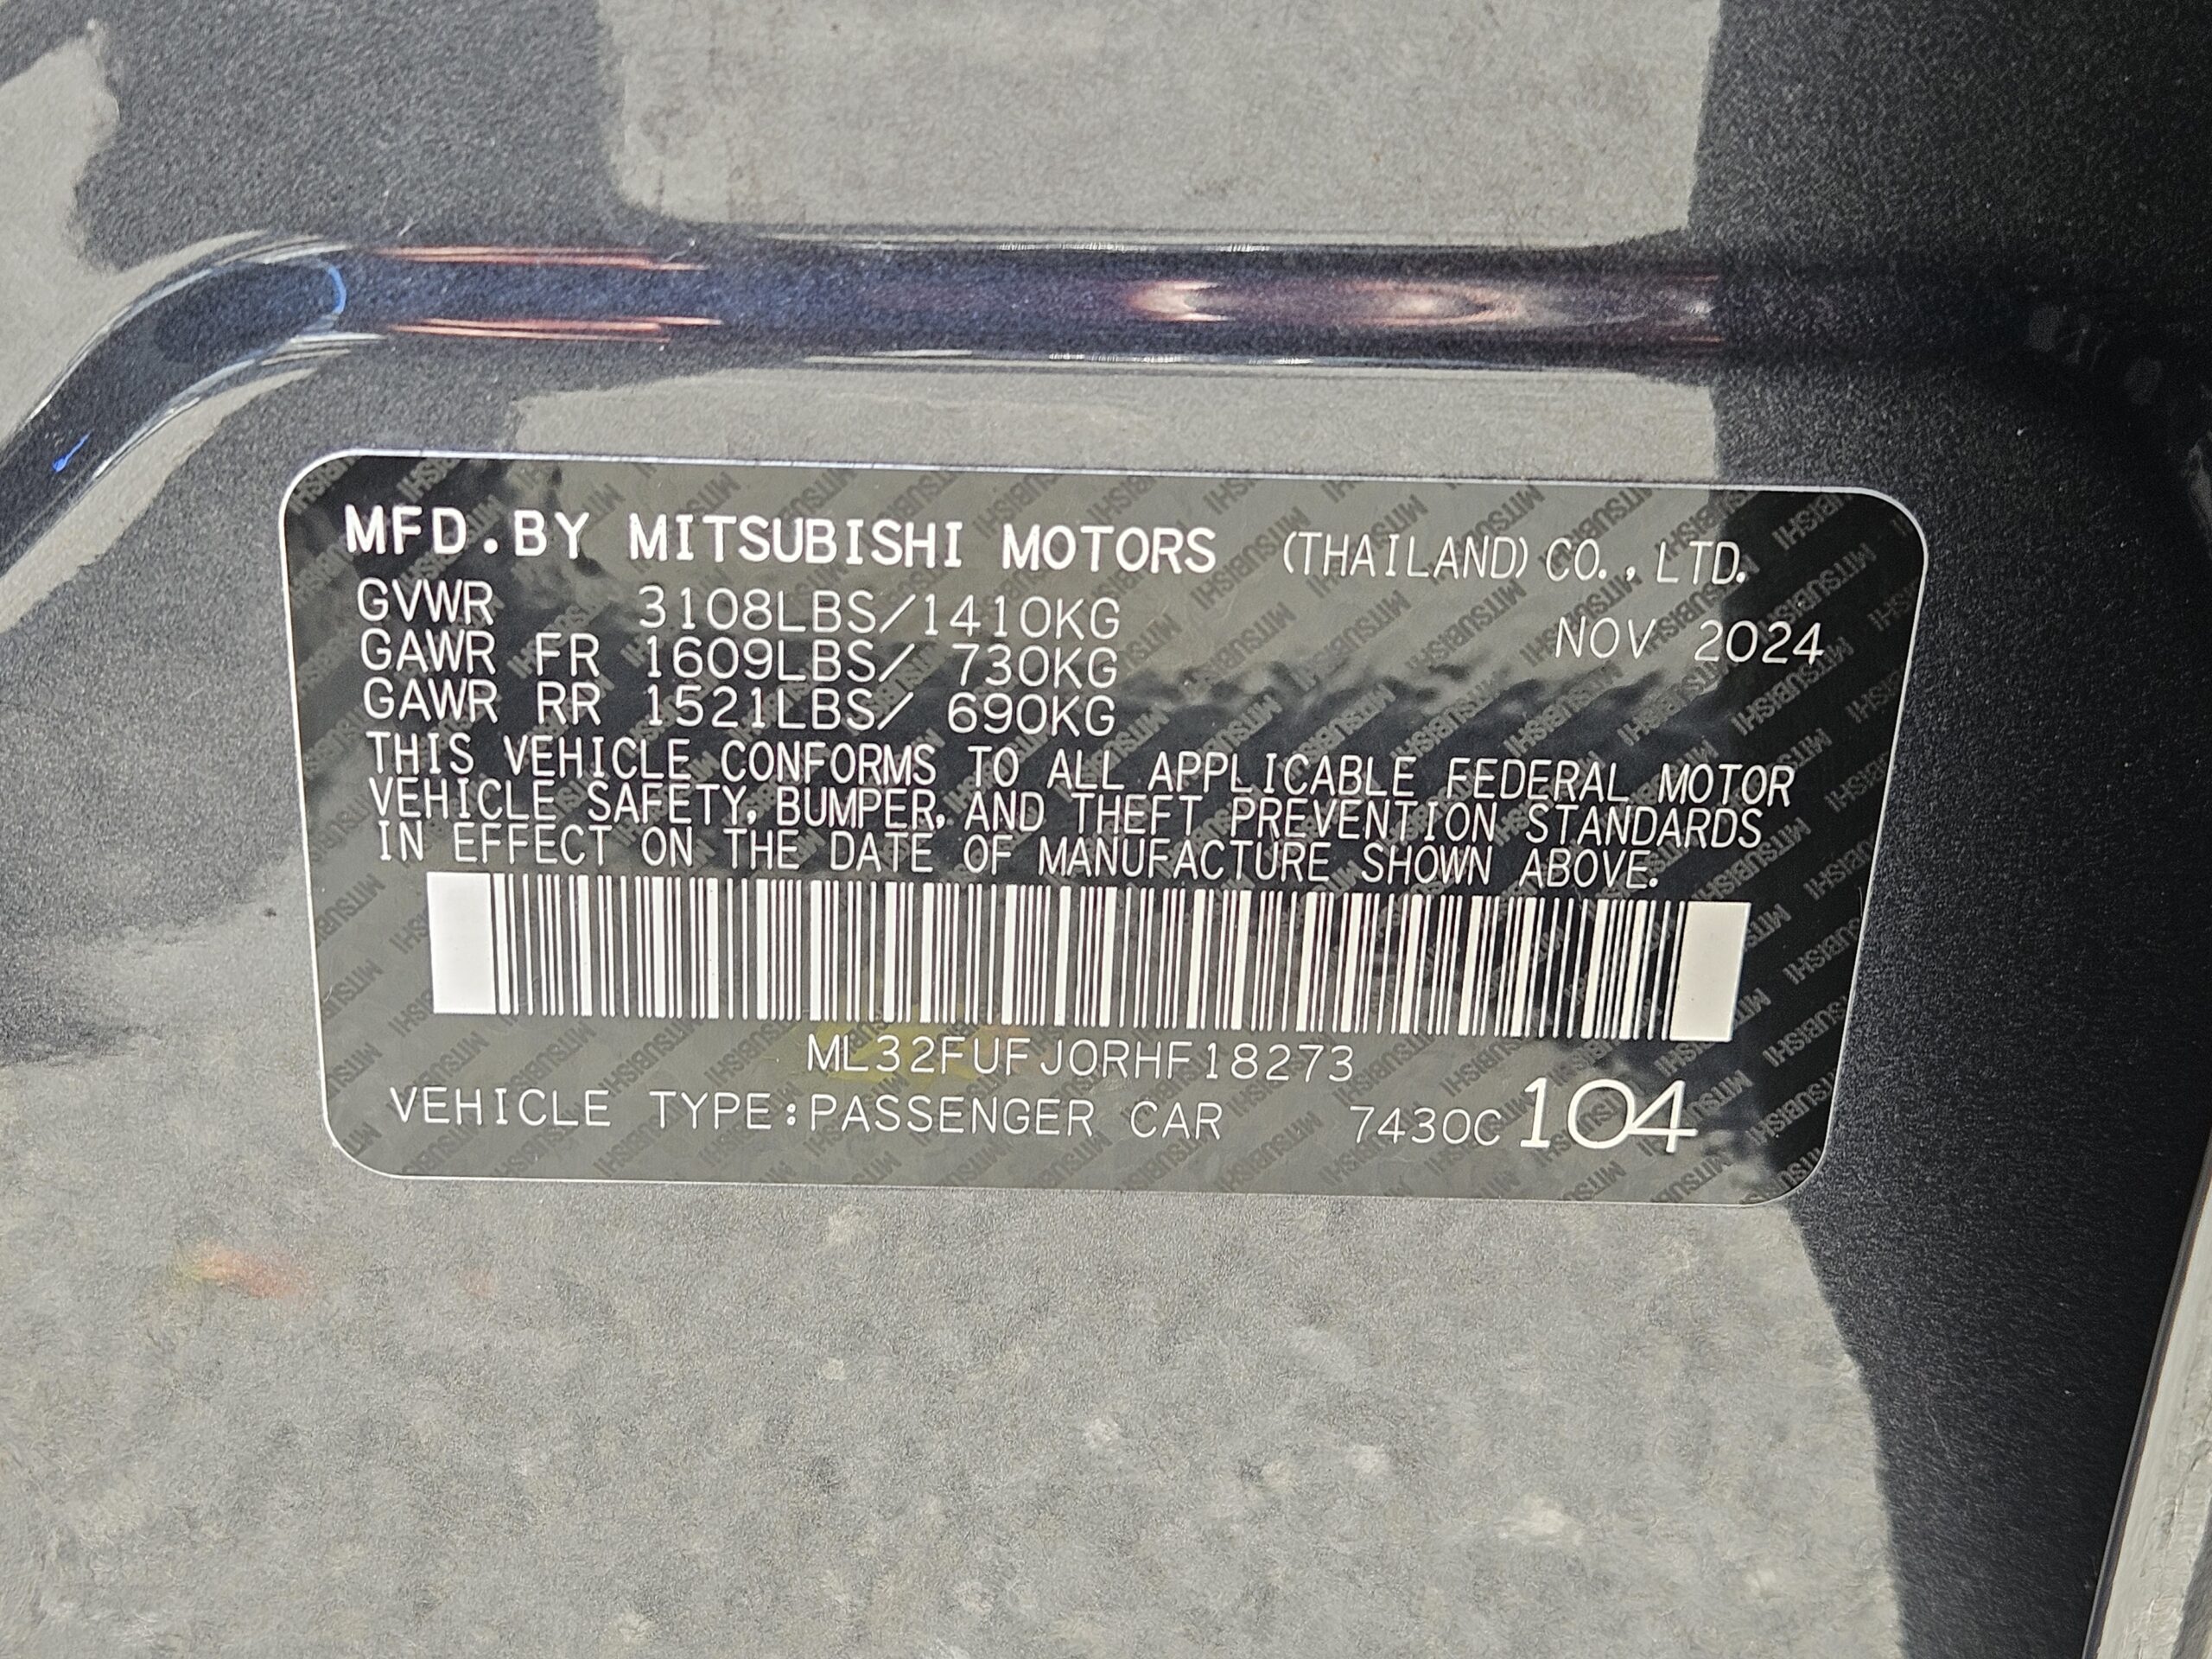 MFD.BY MITSUBISHI MOTORS (THAILAND) CO., LTD.
GVWR 3108LBS/1410KG
NOV 2024
GAWR FR 1609LBS/ 730KG
GAWR RR 1521LBS/ 690KG
THIS VEHICLE CONFORMS TO ALL APPLICABLE FEDERAL MOTOR
VEHICLE SAFETY, BUMPER, AND THEFT PREVENTION STANDARDS
IN EFFECT ON THE DATE OF MANUFACTURE SHOWN ABOVE.
ML32FUFJ0RHF18273
VEHICLE TYPE:PASSENGER CAR 7430C 104